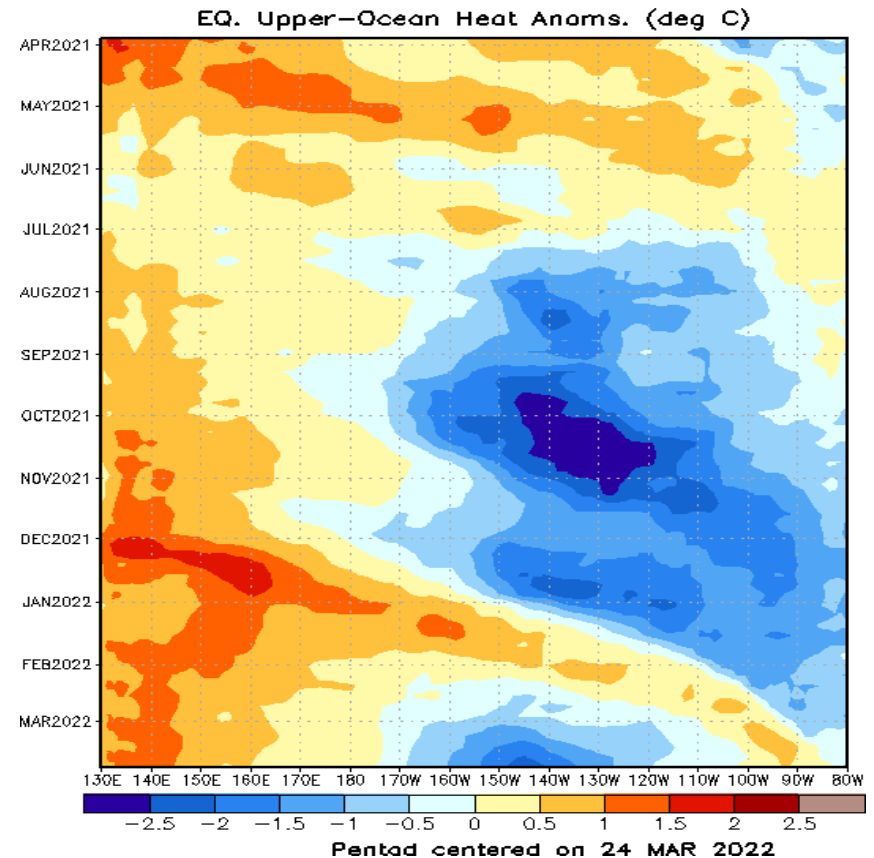 EQ. Upper-Ocean Heat Anoms. (deg C)
APR2021
MAY2021
JUN2021
JUL2021
AUG2021
SEP2021
OCT2021
NOV2021
DEC2021
JAN2022
FEB2022
MAR2022
130E 140E 150E 160E 170E 180 170W 160W 150W 140W 130W 120W 110W 100W 90W 80W
-2.5 -2 -1.5 -1 -0.5 0 0.5 1 1.5 2 2.5
Pentad centered on 24 MAR 2022